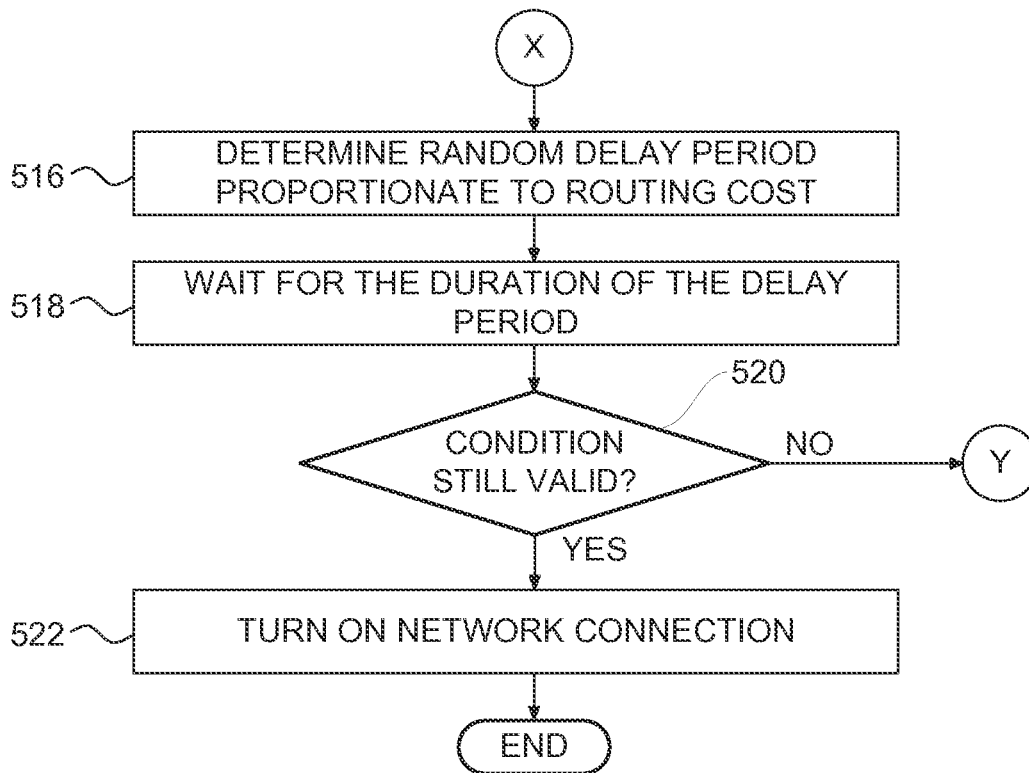 X
516
DETERMINE RANDOM DELAY PERIOD
PROPORTIONATE TO ROUTING COST
518
WAIT FOR THE DURATION OF THE DELAY
PERIOD
520
CONDITION
STILL VALID?
NO
Y
YES
522
TURN ON NETWORK CONNECTION
END